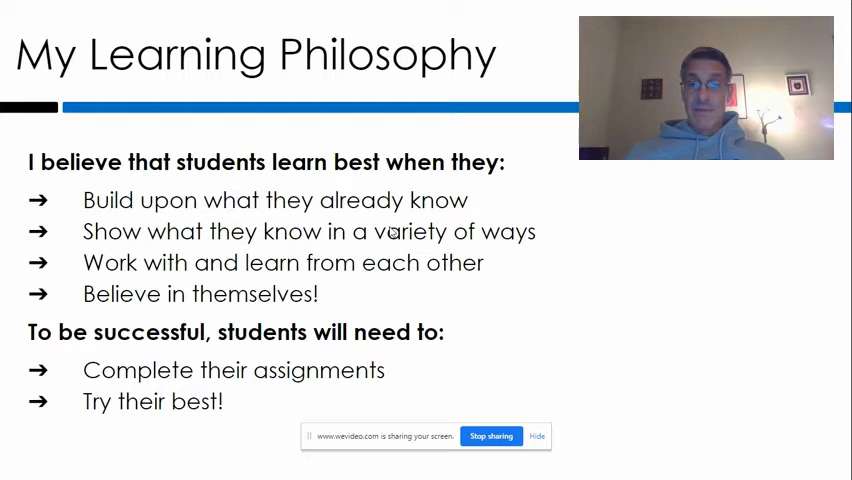 My Learning Philosophy
I believe that students learn best when they:
➔ Build upon what they already know
➔ Show what they know in a variety of ways
➔ Work with and learn from each other
➔ Believe in themselves!
To be successful, students will need to:
➔ Complete their assignments
➔ Try their best!
www.wevideo.com is sharing your screen. Stop sharing Hide